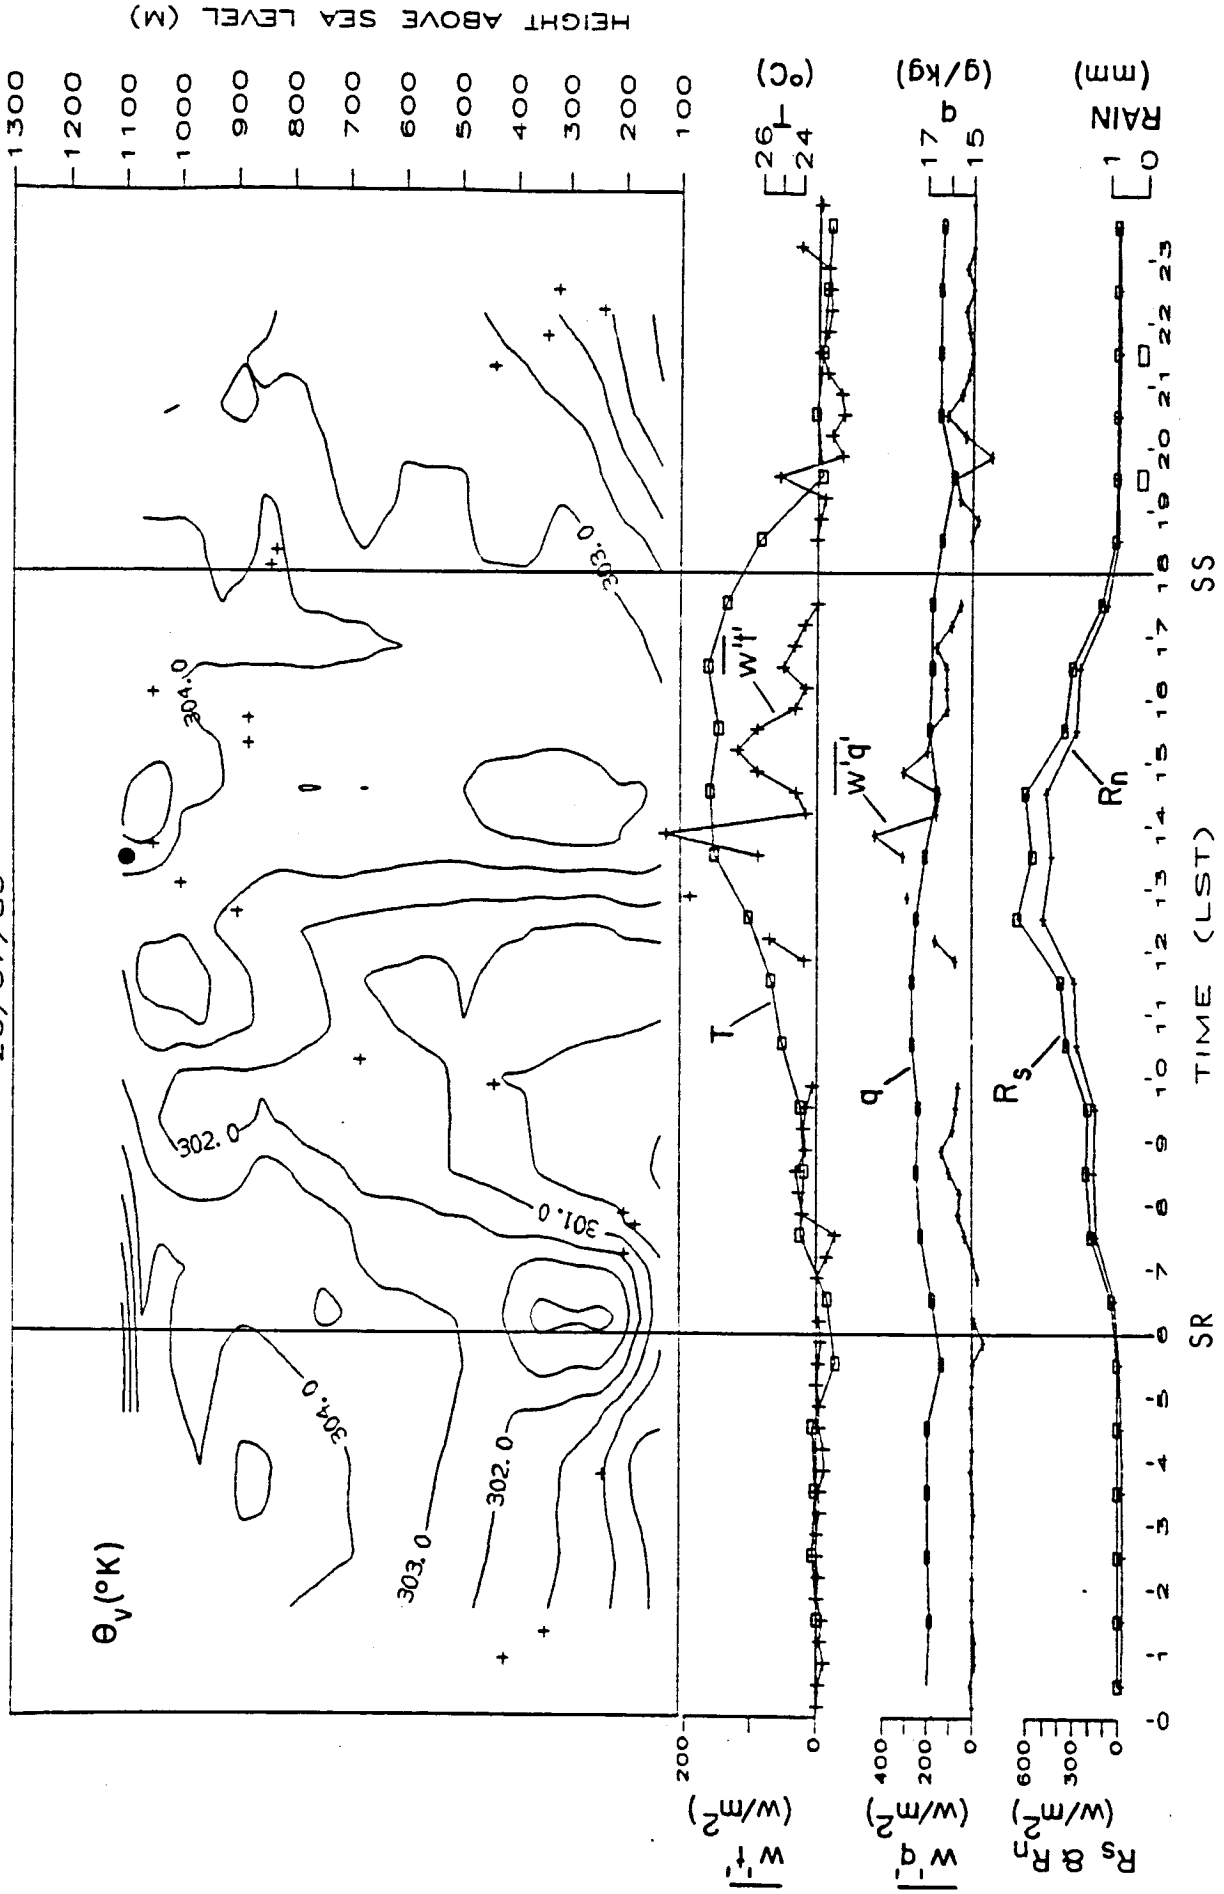 HEIGHT ABOVE SEA LEVEL (M)
1300
1200
1100
1000
900
800
700
600
500
400
300
200
100
θv (°K)
304.0
303.0
302.0
302.0
301.0
304.0
303.0
T
(°C)
26
24
q
(g/kg)
17
15
RAIN
(mm)
1
0
w't'
(w/m²)
200
0
w'q'
(w/m²)
400
200
0
Rs & Rn
(w/m²)
600
300
0
T
w't'
q
w'q'
Rs
Rn
0 1 2 3 4 5 6 7 8 9 10 11 12 13 14 15 16 17 18 19 20 21 22 23
SR
TIME (LST)
SS